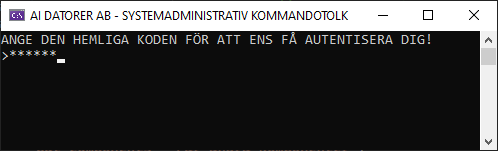 AI DATORER AB - SYSTEMADMINISTRATIV KOMMANDOTOLK
ANGE DEN HEMLIGA KODEN FÖR ATT ENS FÅ AUTENTISERA DIG!
>******